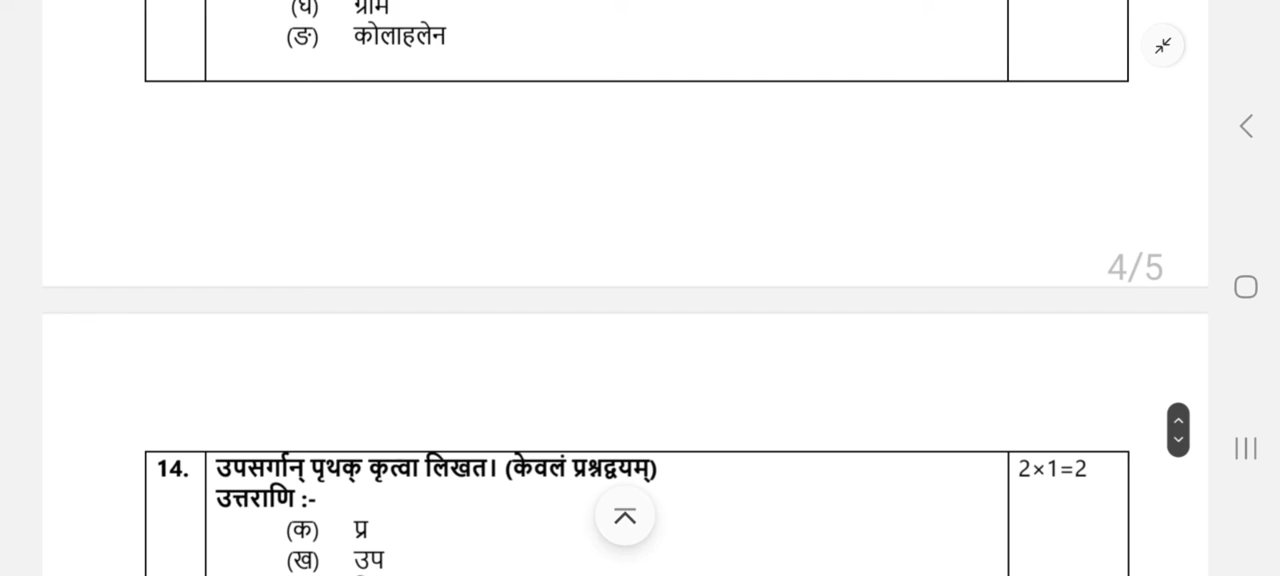 (घ) ग्राम
(ङ) कोलाहलेन
4/5
14. उपसर्गान् पृथक् कृत्वा लिखत। (केवलं प्रश्नद्वयम्) 2×1=2
उत्तराणि :-
(क) प्र
(ख) उप